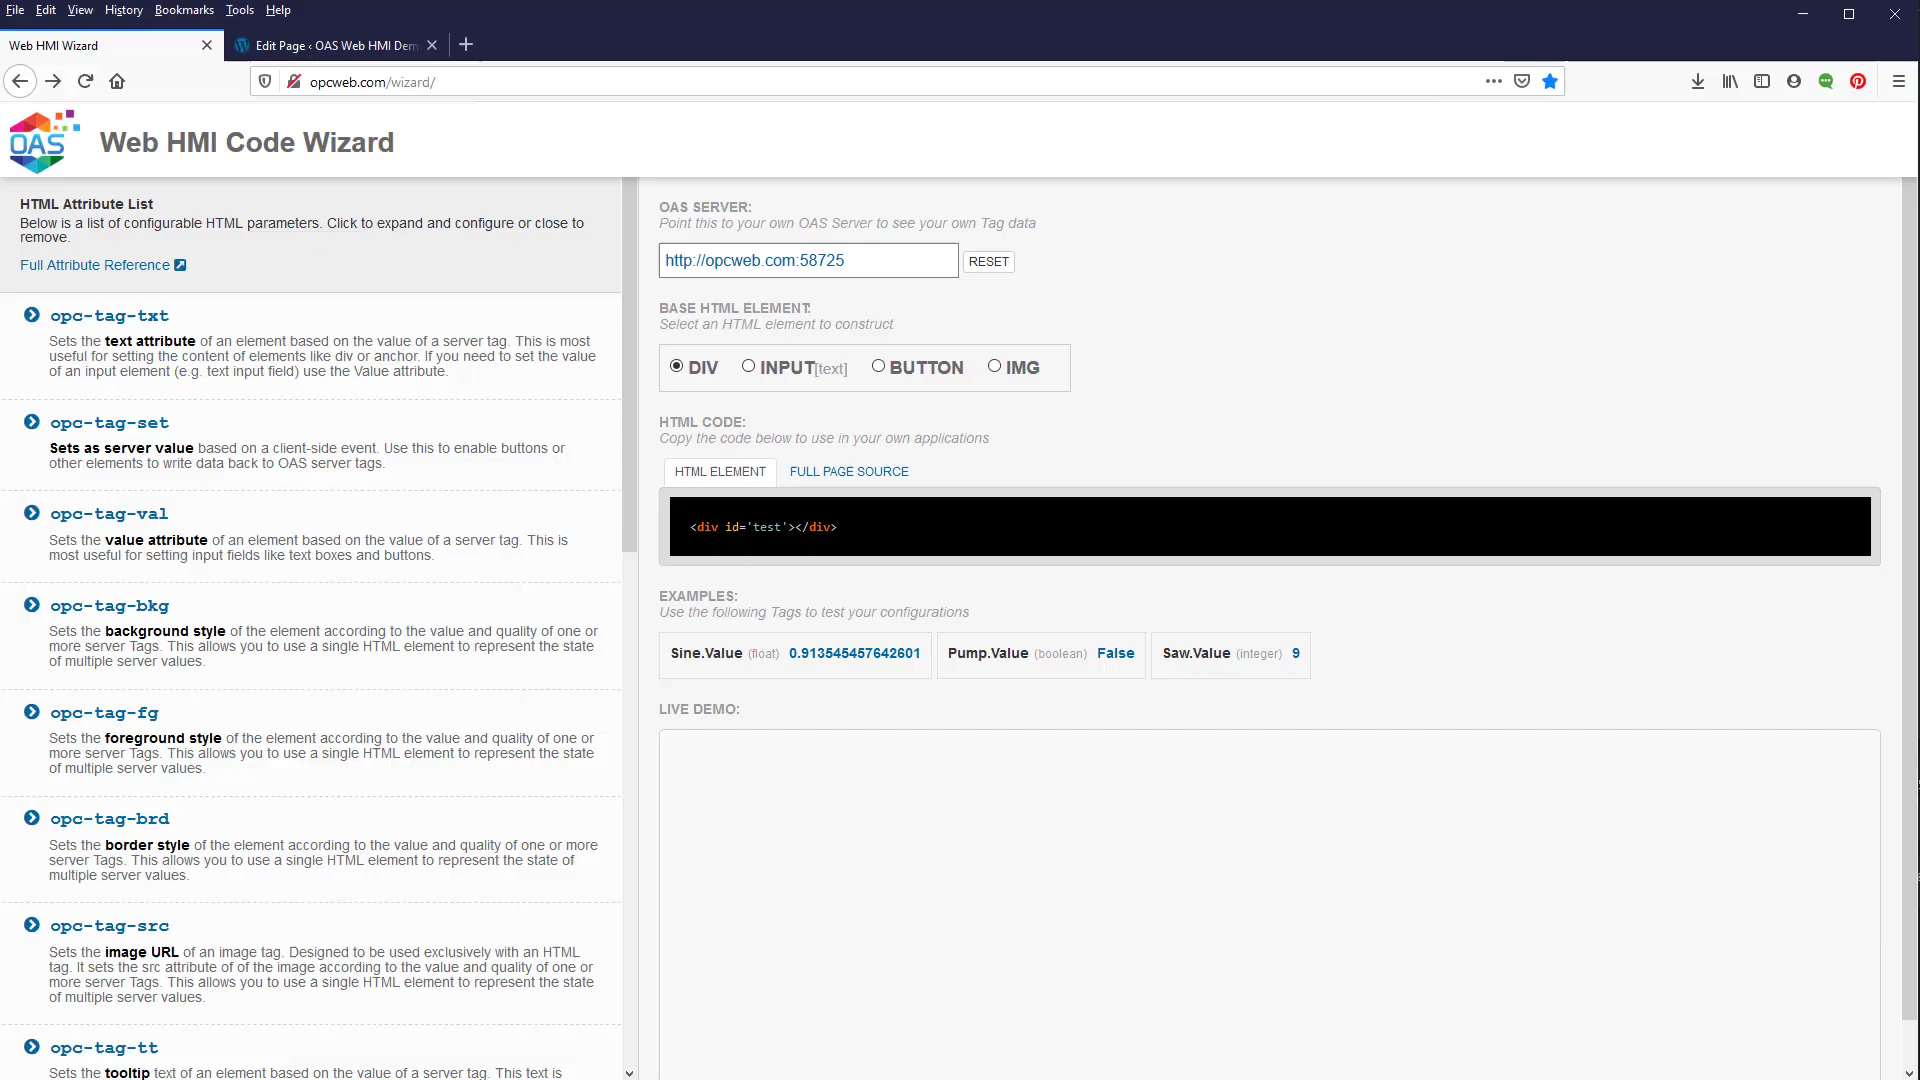 File Edit View History Bookmarks Tools Help
Web HMI Wizard
Edit Page ‹ OAS Web HMI Dem
opcweb.com/wizard/
OAS
Web HMI Code Wizard
HTML Attribute List
Below is a list of configurable HTML parameters. Click to expand and configure or close to
remove.
Full Attribute Reference
opc-tag-txt
Sets the text attribute of an element based on the value of a server tag. This is most
useful for setting the content of elements like div or anchor. If you need to set the value
of an input element (e.g. text input field) use the Value attribute.
opc-tag-set
Sets as server value based on a client-side event. Use this to enable buttons or
other elements to write data back to OAS server tags.
opc-tag-val
Sets the value attribute of an element based on the value of a server tag. This is
most useful for setting input fields like text boxes and buttons.
opc-tag-bkg
Sets the background style of the element according to the value and quality of one or
more server Tags. This allows you to use a single HTML element to represent the state
of multiple server values.
opc-tag-fg
Sets the foreground style of the element according to the value and quality of one or
more server Tags. This allows you to use a single HTML element to represent the state
of multiple server values.
opc-tag-brd
Sets the border style of the element according to the value and quality of one or more
server Tags. This allows you to use a single HTML element to represent the state of
multiple server values.
opc-tag-src
Sets the image URL of an image tag. Designed to be used exclusively with an HTML
tag. It sets the src attribute of of the image according to the value and quality of one or
more server Tags. This allows you to use a single HTML element to represent the state
of multiple server values.
opc-tag-tt
Sets the tooltip text of an element based on the value of a server tag. This text is
OAS SERVER:
Point this to your own OAS Server to see your own Tag data
http://opcweb.com:58725 RESET
BASE HTML ELEMENT:
Select an HTML element to construct
DIV INPUT[text] BUTTON IMG
HTML CODE:
Copy the code below to use in your own applications
HTML ELEMENT FULL PAGE SOURCE
<div id='test'></div>
EXAMPLES:
Use the following Tags to test your configurations
Sine.Value (float) 0.913545457642601 Pump.Value (boolean) False Saw.Value (integer) 9
LIVE DEMO: